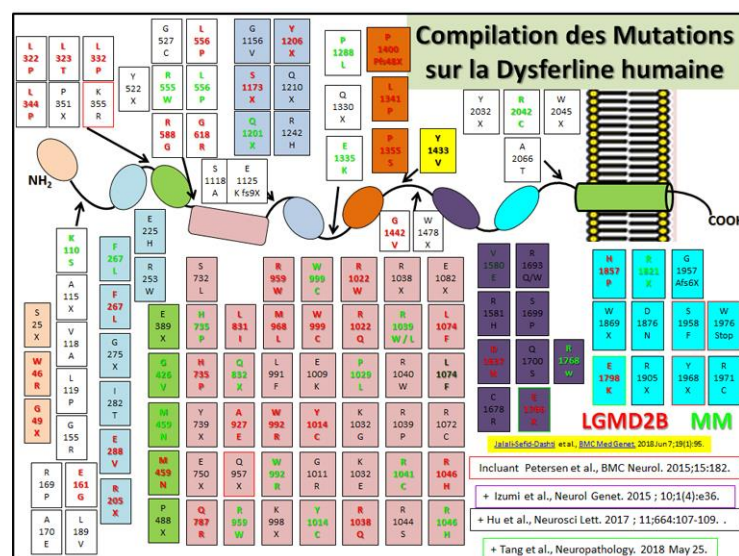 Compilation des Mutations
sur la Dysferline humaine
L 322 P
L 323 T
L 332 P
L 344 P
P 351 X
K 355 R
Y 522 X
G 527 C
L 556 P
R 555 W
L 556 P
R 588 G
G 618 R
G 1156 V
Y 1206 X
S 1173 X
Q 1210 X
Q 1201 X
R 1242 H
P 1288 L
Q 1330 X
E 1335 K
P 1400 Pfs48X
L 1341 P
P 1355 S
Y 1433 V
Y 2032 X
R 2042 C
W 2045 X
A 2066 T
S 1118 A
E 1125 K fs9X
G 1442 V
W 1478 X
NH2
COOH
K 110 S
A 115 X
V 118 A
L 119 P
G 155 R
S 25 X
W 46 R
G 49 X
R 169 P
E 161 G
A 170 E
L 189 V
E 225 H
R 253 W
F 267 L
F 267 L
G 275 X
I 282 T
E 288 V
R 205 X
E 389 X
G 426 V
M 459 N
M 459 N
P 488 X
S 732 L
R 959 W
W 999 C
R 1022 W
R 1038 X
E 1082 X
H 735 P
L 831 I
M 968 L
W 999 C
R 1022 Q
R 1039 W / L
L 1074 F
H 735 P
Q 832 X
L 991 F
E 1009 K
P 1029 L
R 1040 W
L 1074 F
Y 739 X
A 927 E
W 992 R
Y 1014 C
K 1032 G
R 1039 P
R 1072 C
E 750 X
Q 957 X
W 992 R
G 1011 R
K 1032 E
R 1041 C
R 1046 H
Q 787 R
R 959 W
K 998 X
Y 1014 C
R 1038 Q
R 1044 S
R 1046 H
V 1580 E
R 1693 Q/W
R 1581 H
S 1699 P
Q 1700 S
R 1768 w
C 1678 R
H 1857 P
R 1821 X
G 1957 Afs6X
W 1869 X
D 1876 N
S 1958 F
W 1976 Stop
E 1798 K
R 1905 X
Y 1968 X
R 1971 C
LGMD2B MM
Jalali-Sefid-Dashti et al., BMC Med Genet. 2018 Jun 7;19(1):95.
Incluant Petersen et al., BMC Neurol. 2015;15:182.
+ Izumi et al., Neurol Genet. 2015 ; 10;1(4):e36.
+ Hu et al., Neurosci Lett. 2017 ; 11;664:107-109. .
+ Tang et al., Neuropathology. 2018 May 25.